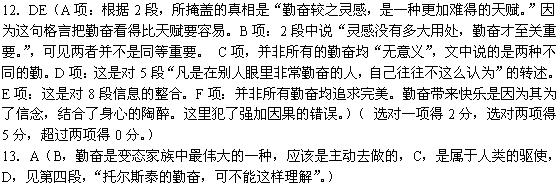 12. DE（A 项：根据 2 段，所掩盖的真相是“勤奋较之灵感，是一种更加难得的天赋。”因
为这句格言把勤奋看得比天赋要容易。B 项：2 段中说“灵感没有多大用处，勤奋才至关重
要。”，可见两者并不是同等重要。  C 项，并非所有的勤奋均“无意义”，文中说的是两种不
同的勤。D 项：这是对 5 段“凡是在别人眼里非常勤奋的人，自己往往不这么认为”的转述。
E 项：这是对 8 段信息的整合。F 项：并非所有勤奋均追求完美。勤奋带来快乐是因为其为
了信念，结合了身心的陶醉。这里犯了强加因果的错误。）（ 选对一项得 2 分，选对两项得
5 分，超过两项得 0 分。）
13. A（B，勤奋是变态家族中最伟大的一种，应该是主动去做的，C，是属于人类的驱使，
D，见第四段，“托尔斯泰的勤奋，可不能这样理解”。）